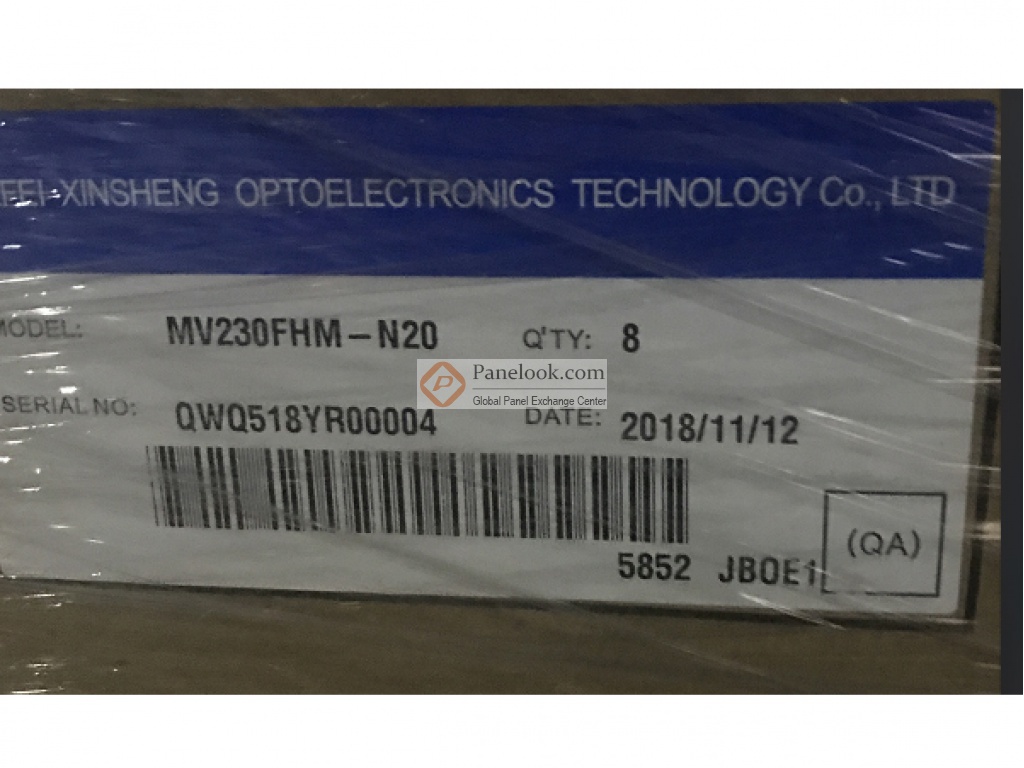 XINSHENG OPTOELECTRONICS TECHNOLOGY Co., LTD
MODEL: MV230FHM-N20 Q'TY: 8
Panelook.com
Global Panel Exchange Center
SERIAL NO: QWQ518YR00004 DATE: 2018/11/12
5852 JBOE1
(QA)